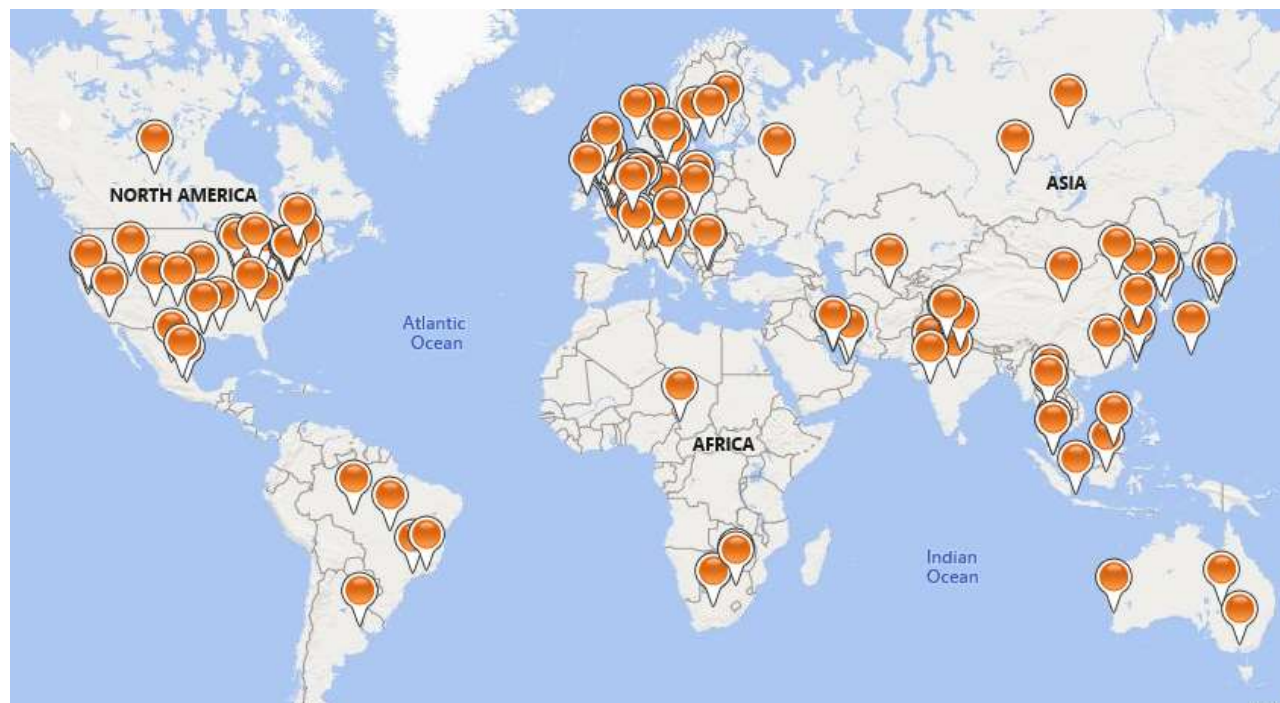 NORTH AMERICA
ASIA
Atlantic
Ocean
AFRICA
Indian
Ocean